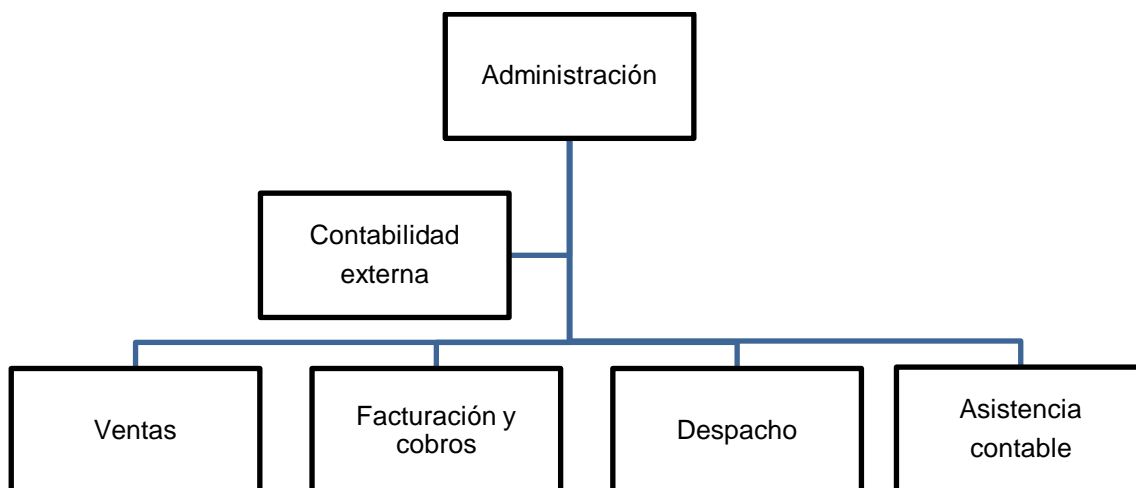 Administración
Contabilidad
externa
Ventas
Facturación y
cobros
Despacho
Asistencia
contable